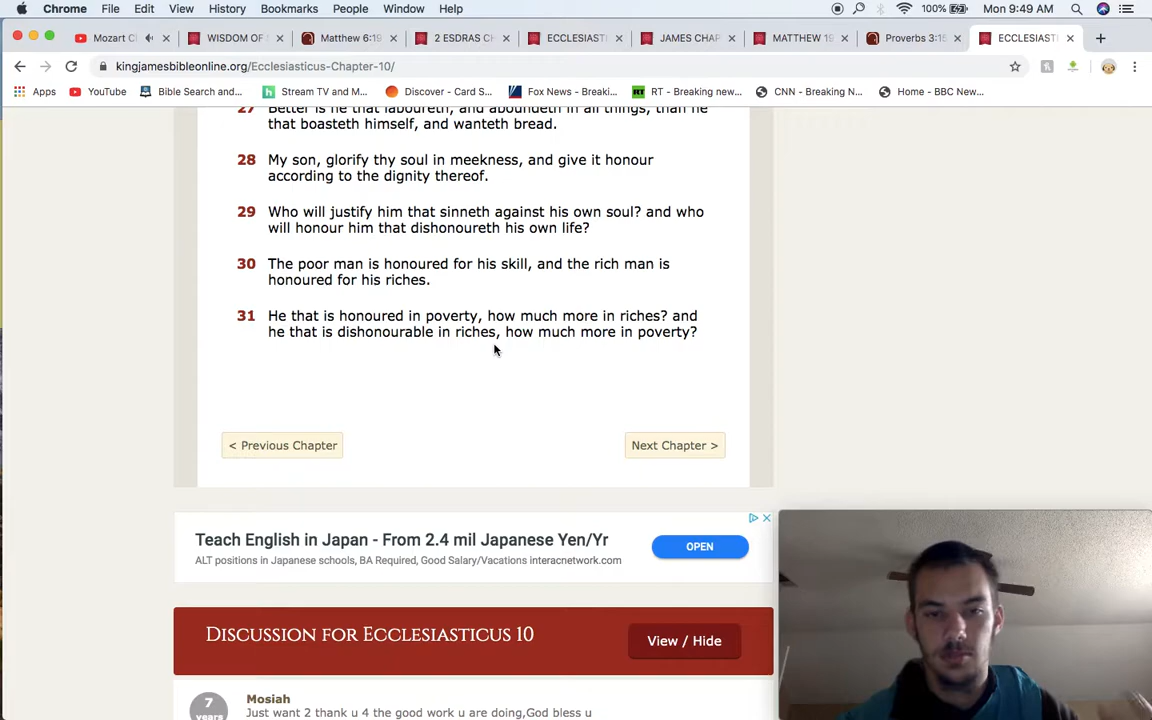 Chrome File Edit View History Bookmarks People Window Help 100% Mon 9:49 AM
Mozart C WISDOM OF Matthew 6:19 2 ESDRAS CH ECCLESIAST JAMES CHAP MATTHEW 19 Proverbs 3:15 ECCLESIAST
kingjamesbibleonline.org/Ecclesiasticus-Chapter-10/
Apps YouTube Bible Search and... Stream TV and M... Discover - Card S... Fox News - Breaki... RT - Breaking new... CNN - Breaking N... Home - BBC New...
27 Better is he that laboureth, and aboundeth in all things, than he
that boasteth himself, and wanteth bread.
28 My son, glorify thy soul in meekness, and give it honour
according to the dignity thereof.
29 Who will justify him that sinneth against his own soul? and who
will honour him that dishonoureth his own life?
30 The poor man is honoured for his skill, and the rich man is
honoured for his riches.
31 He that is honoured in poverty, how much more in riches? and
he that is dishonourable in riches, how much more in poverty?
< Previous Chapter Next Chapter >
Teach English in Japan - From 2.4 mil Japanese Yen/Yr
OPEN
ALT positions in Japanese schools, BA Required, Good Salary/Vacations interacnetwork.com
Discussion for Ecclesiasticus 10
View / Hide
7
years
Mosiah
Just want 2 thank u 4 the good work u are doing,God bless u